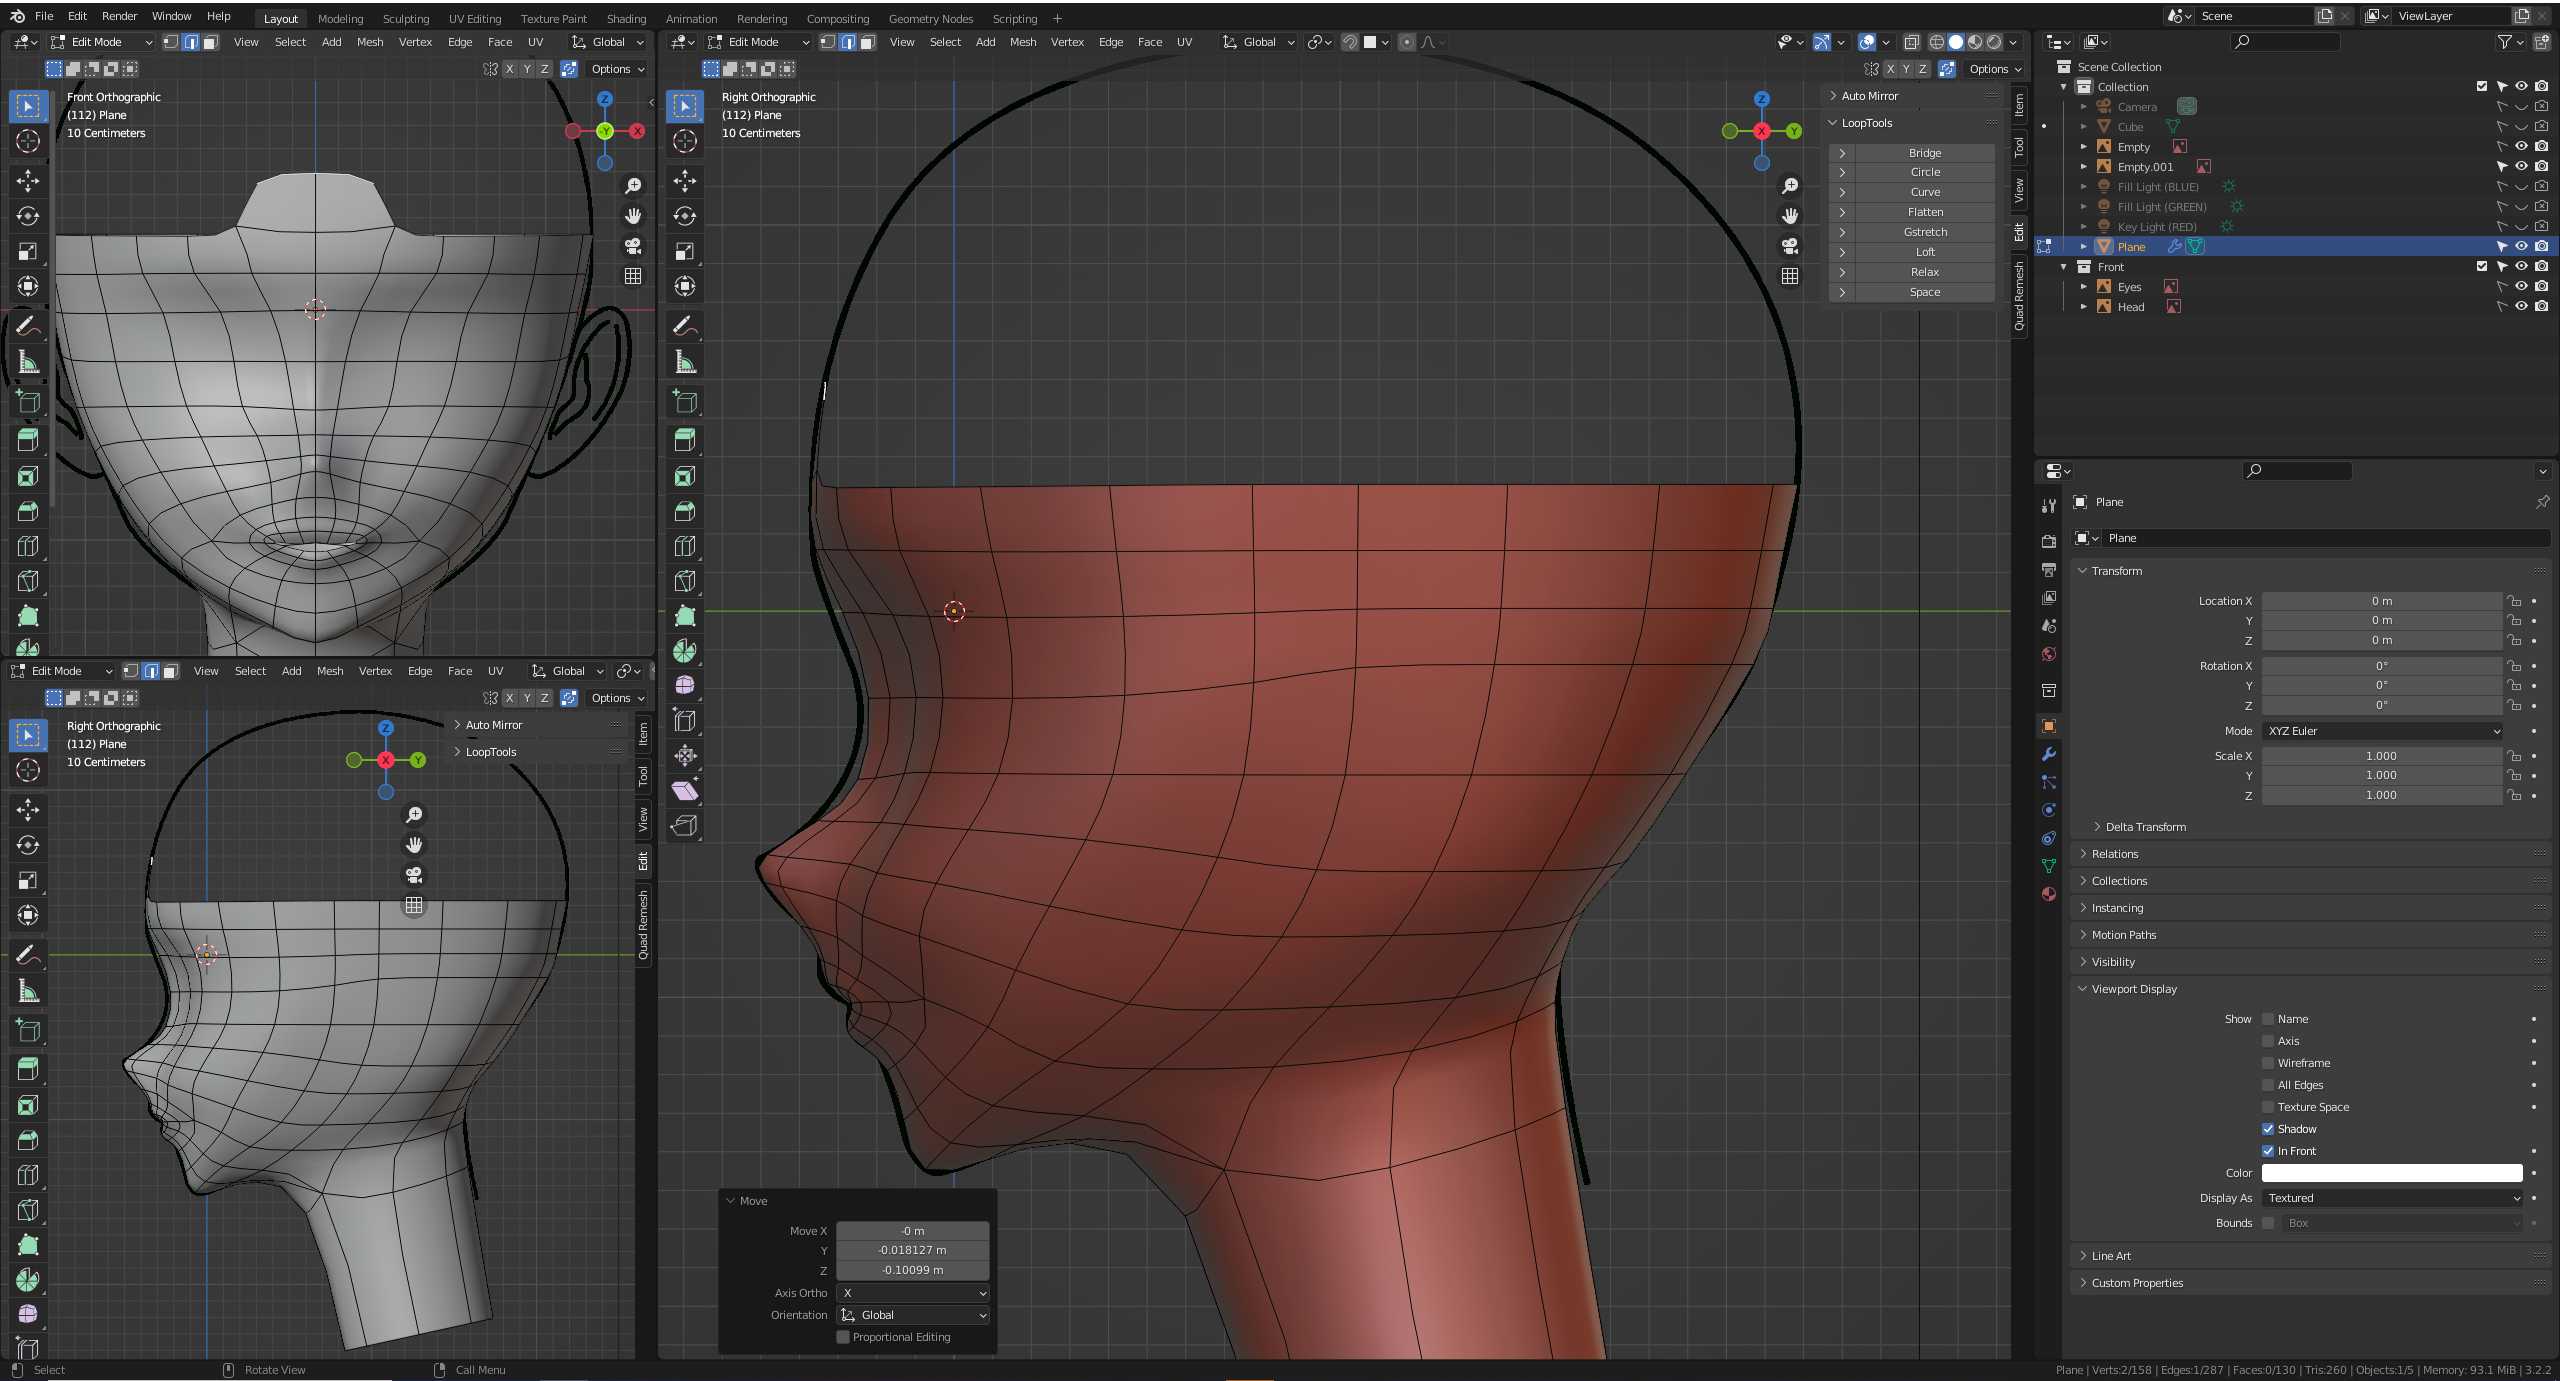 File Edit Render Window Help Layout Modeling Sculpting UV Editing Texture Paint Shading Animation Rendering Compositing Geometry Nodes Scripting + Scene ViewLayer
Edit Mode View Select Add Mesh Vertex Edge Face UV Global
X Y Z Options
Front Orthographic
(112) Plane
10 Centimeters
Z
-Y X
Edit Mode View Select Add Mesh Vertex Edge Face UV Global
X Y Z Options
Right Orthographic
(112) Plane
10 Centimeters
Z
X Y
Auto Mirror
LoopTools
Item
Tool
View
Edit
Quad Remesh
Edit Mode View Select Add Mesh Vertex Edge Face UV Global
X Y Z Options
Right Orthographic
(112) Plane
10 Centimeters
Z
X Y
Auto Mirror
LoopTools
Bridge
Circle
Curve
Flatten
Gstretch
Loft
Relax
Space
Item
Tool
View
Edit
Quad Remesh
Move
Move X -0 m
Y -0.018127 m
Z -0.10099 m
Axis Ortho X
Orientation Global
Proportional Editing
Scene Collection
Collection
Camera
Cube
Empty
Empty.001
Fill Light (BLUE)
Fill Light (GREEN)
Key Light (RED)
Plane
Front
Eyes
Head
Plane
Plane
Transform
Location X 0 m
Y 0 m
Z 0 m
Rotation X 0°
Y 0°
Z 0°
Mode XYZ Euler
Scale X 1.000
Y 1.000
Z 1.000
Delta Transform
Relations
Collections
Instancing
Motion Paths
Visibility
Viewport Display
Show Name
Axis
Wireframe
All Edges
Texture Space
Shadow
In Front
Color
Display As Textured
Bounds Box
Line Art
Custom Properties
Select Rotate View Call Menu Plane | Verts:2/158 | Edges:1/287 | Faces:0/130 | Tris:260 | Objects:1/5 | Memory: 93.1 MiB | 3.2.2